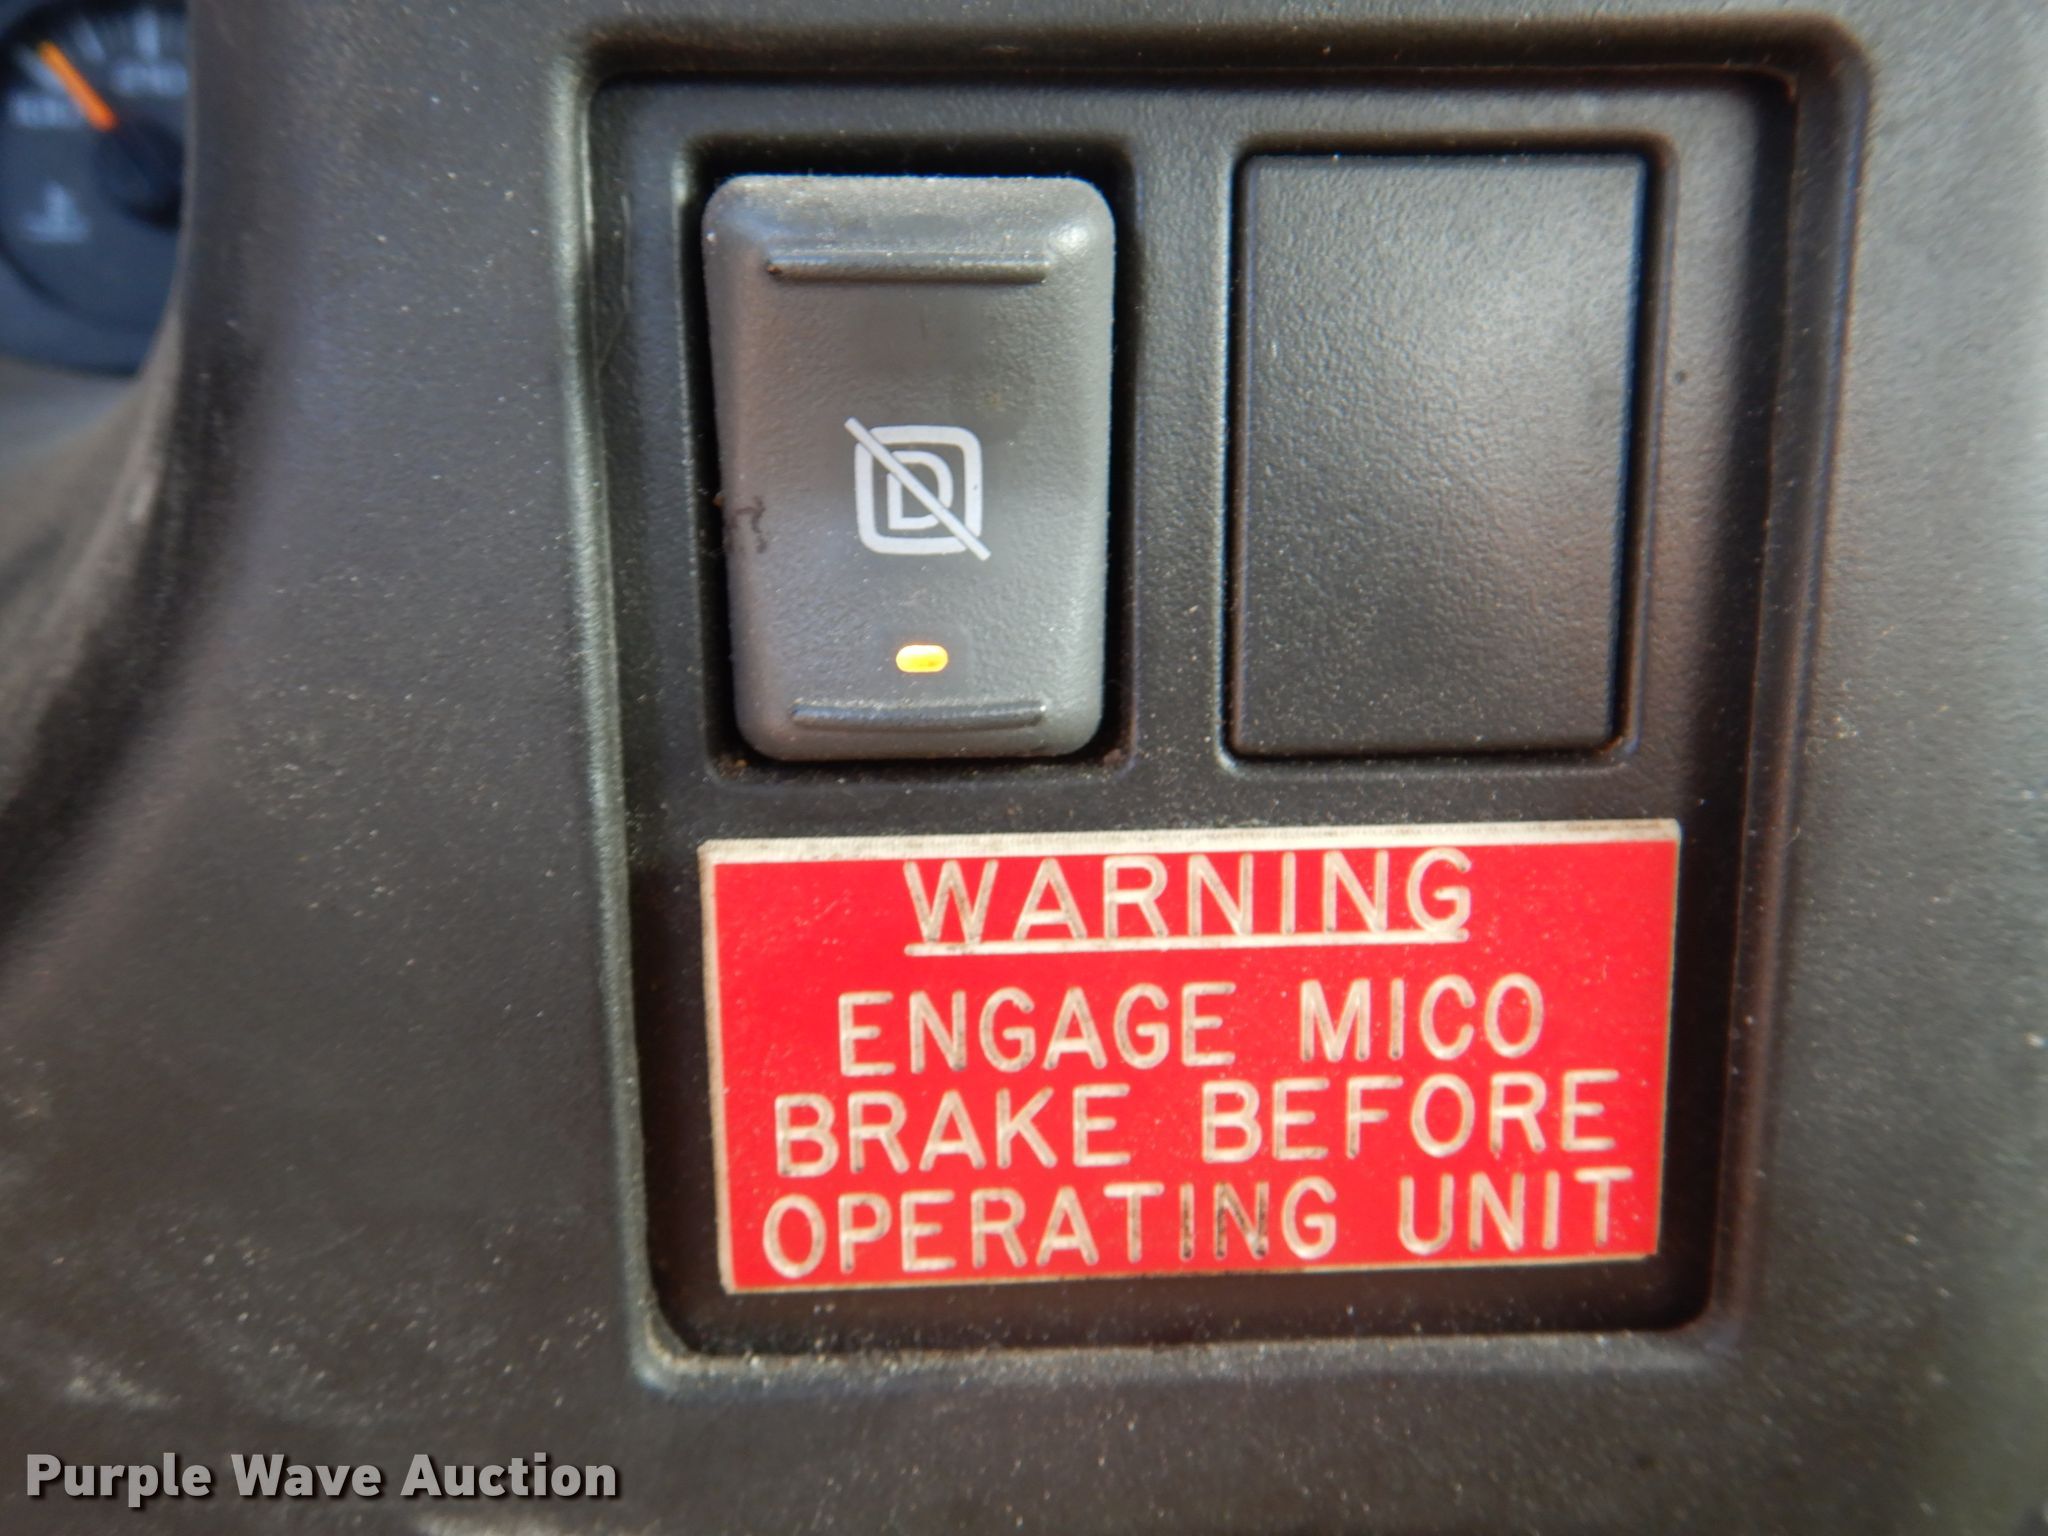 D
WARNING
ENGAGE MICO
BRAKE BEFORE
OPERATING UNIT
Purple Wave Auction